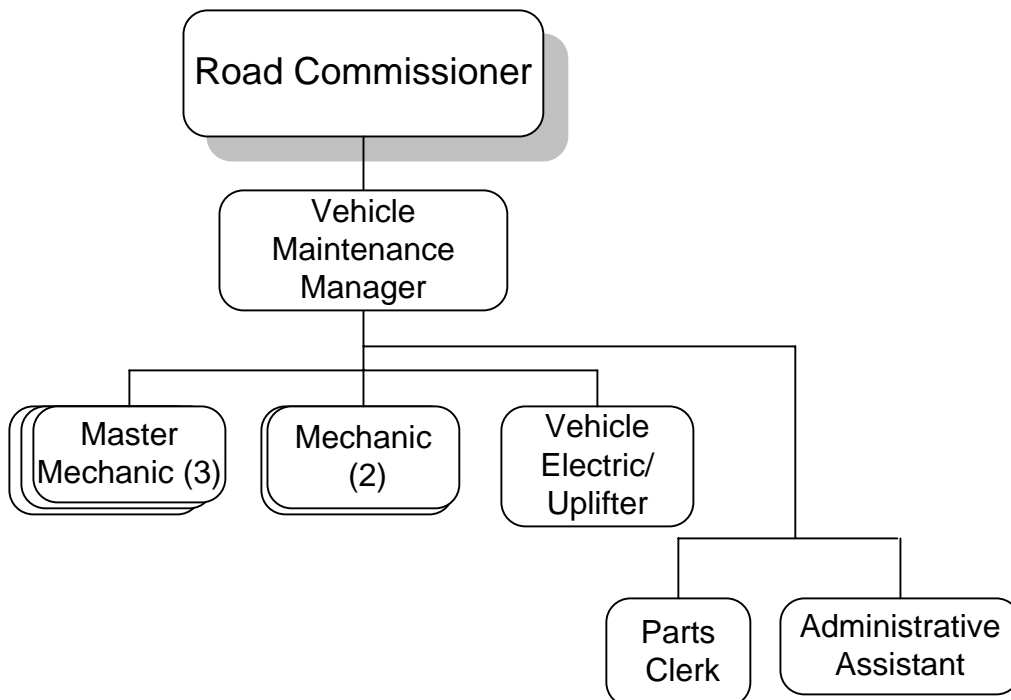 Road Commissioner
Vehicle
Maintenance
Manager
Master
Mechanic (3)
Mechanic
(2)
Vehicle
Electric/
Uplifter
Parts
Clerk
Administrative
Assistant